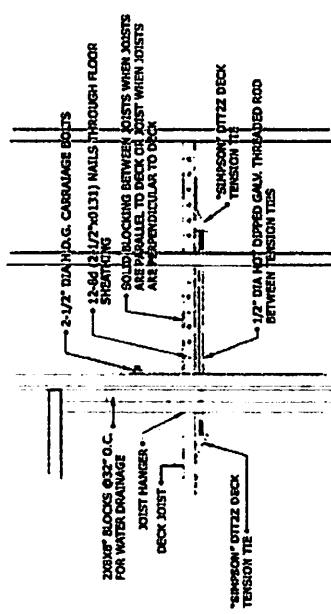 2-1/2" DIA H.D.G. CARRAIAGE BOLTS
12-8d (2-1/2"x0131) NAILS THROUGH FLOOR
SHEATHING
SOLID BLOCKING BETWEEN JOISTS WHEN JOISTS
ARE PARALLEL TO DECK OR JOIST WHEN JOISTS
ARE PERPENDICULAR TO DECK
"SIMPSON" DTT2Z DECK
TENSION TIE
1/2" DIA HOT DIPPED GALV. THREADED ROD
BETWEEN TENSION TIES
2X8X8" BLOCKS @32" O.C.
FOR WATER DRAINAGE
JOIST HANGER
DECK JOIST
"SIMPSON" DTT2Z DECK
TENSION TIE